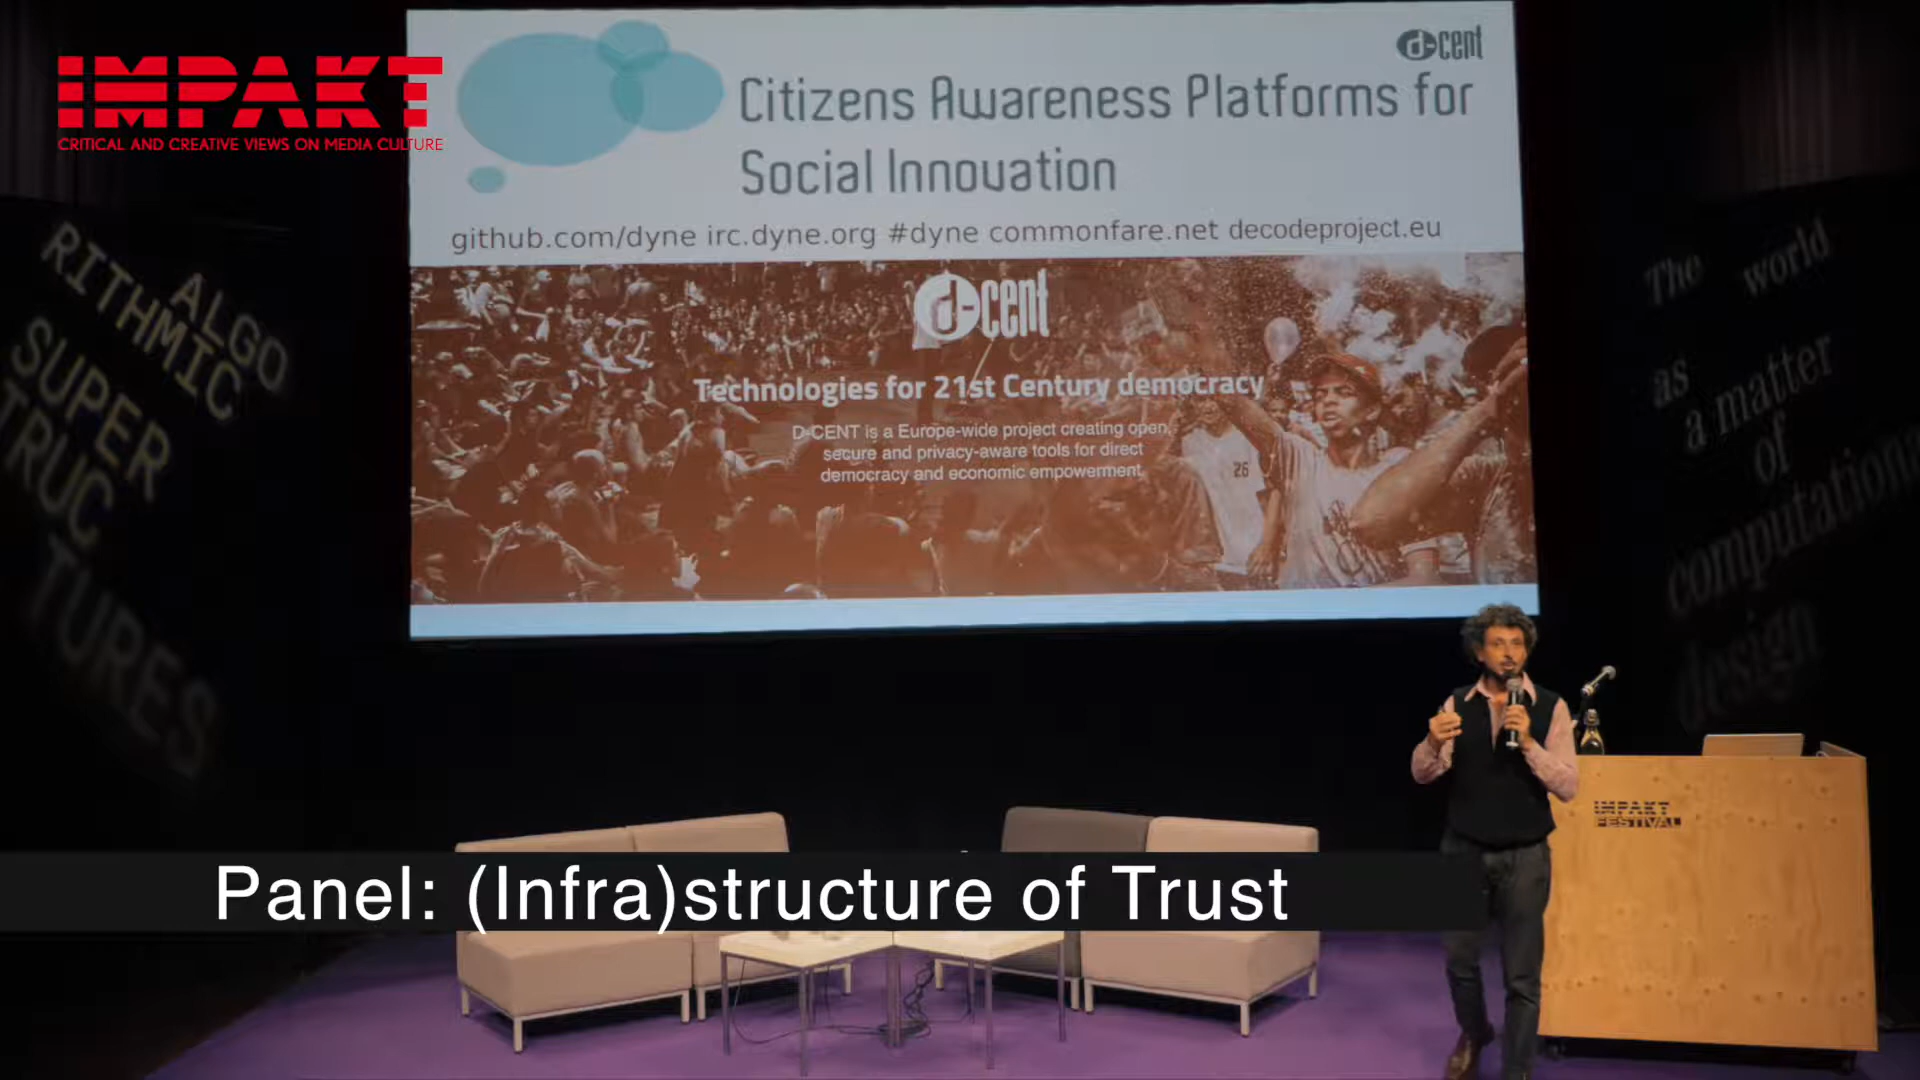 IMPAKT
CRITICAL AND CREATIVE VIEWS ON MEDIA CULTURE
d-cent
Citizens Awareness Platforms for
Social Innovation
github.com/dyne irc.dyne.org #dyne commonfare.net decodeproject.eu
d-cent
Technologies for 21st Century democracy
D-CENT is a Europe-wide project creating open,
secure and privacy-aware tools for direct
democracy and economic empowerment
26
ALGO
RITHMIC
SUPER
TRUC
TURES
The world
as
a matter
of
computational
design
IMPAKT
FESTIVAL
Panel: (Infra)structure of Trust